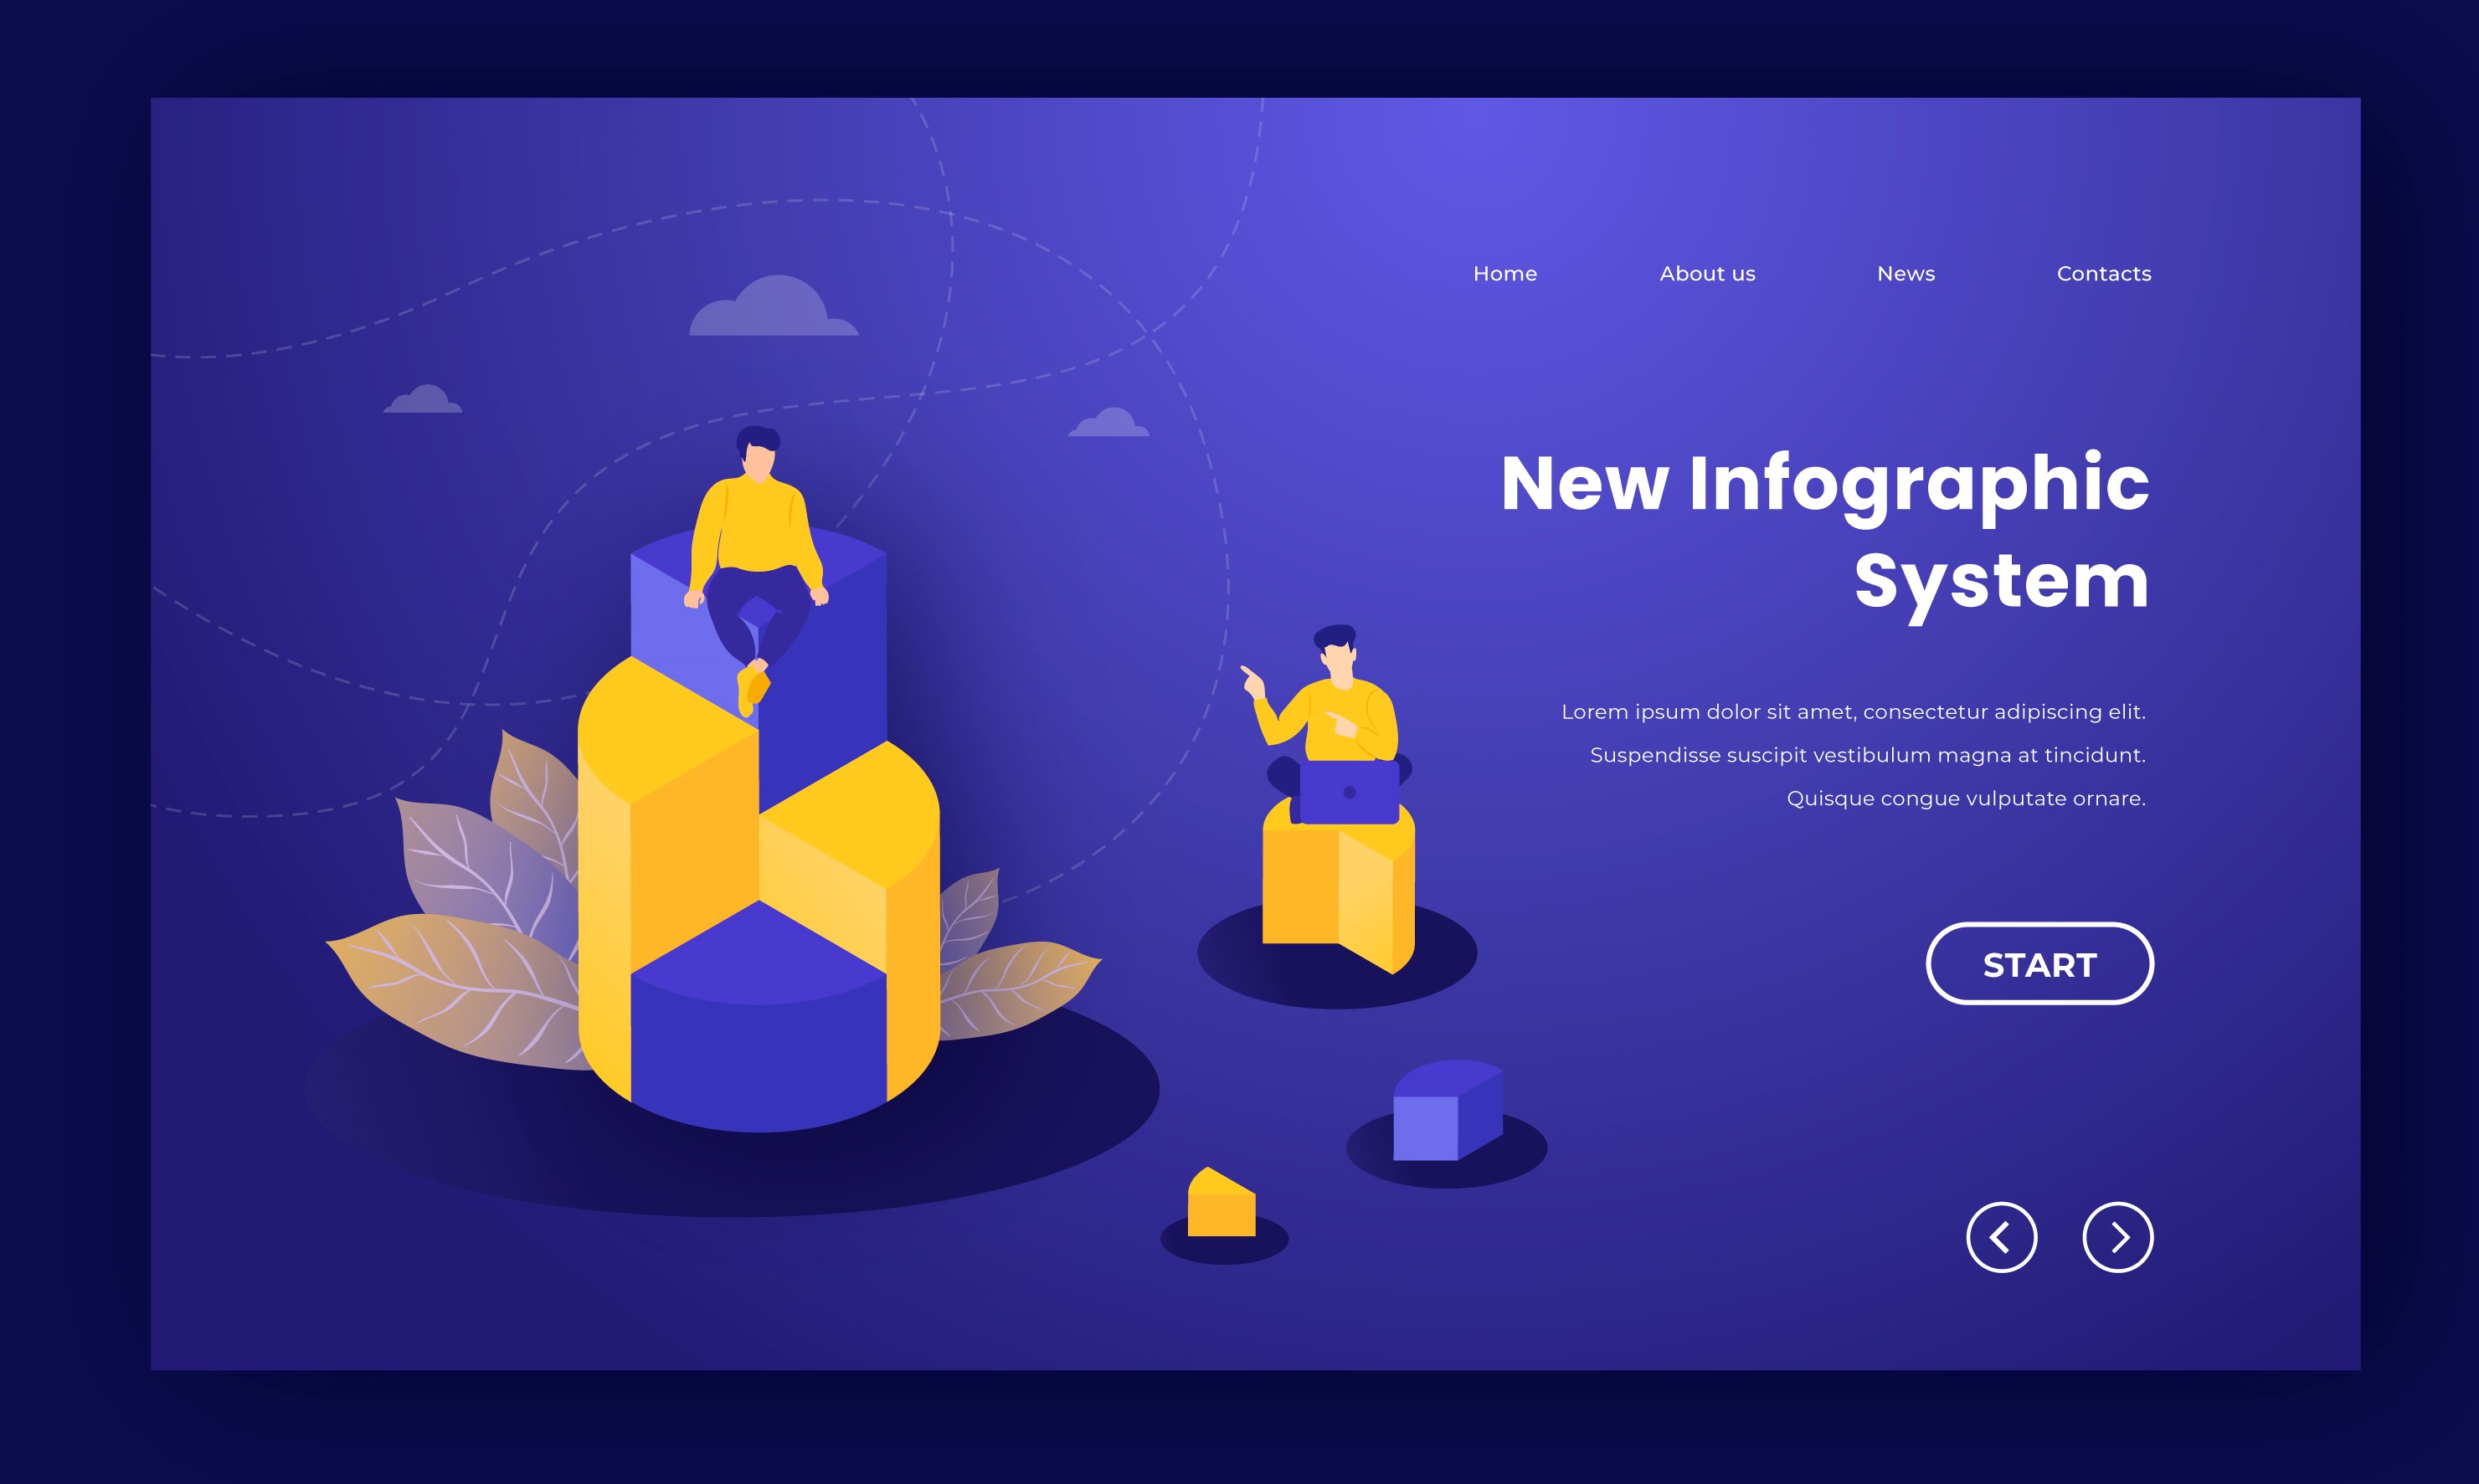 Home About us News Contacts
New Infographic
System
Lorem ipsum dolor sit amet, consectetur adipiscing elit.
Suspendisse suscipit vestibulum magna at tincidunt.
Quisque congue vulputate ornare.
START